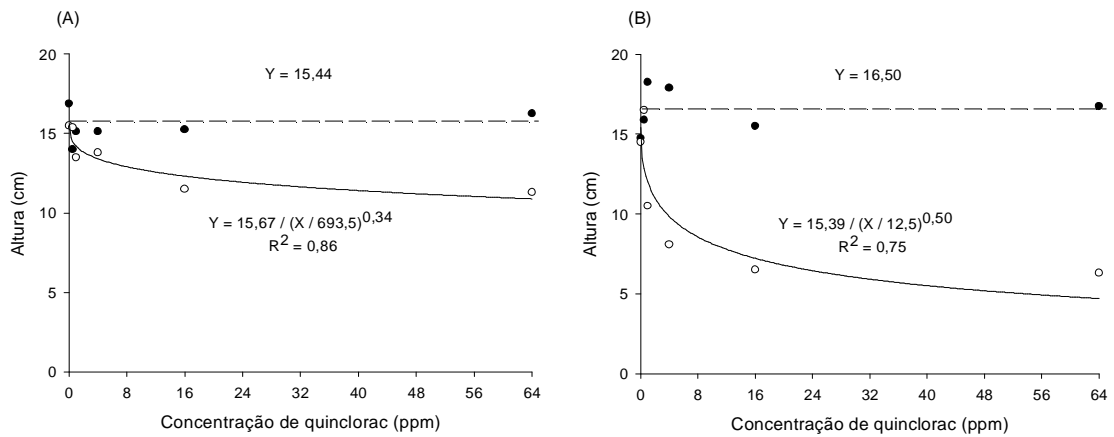 (A)
20
15
10
5
0
Altura (cm)
Y = 15,44
Y = 15,67 / (X / 693,5)^0,34
R^2 = 0,86
0 8 16 24 32 40 48 56 64
Concentração de quinclorac (ppm)
(B)
20
15
10
5
0
Altura (cm)
Y = 16,50
Y = 15,39 / (X / 12,5)^0,50
R^2 = 0,75
0 8 16 24 32 40 48 56 64
Concentração de quinclorac (ppm)